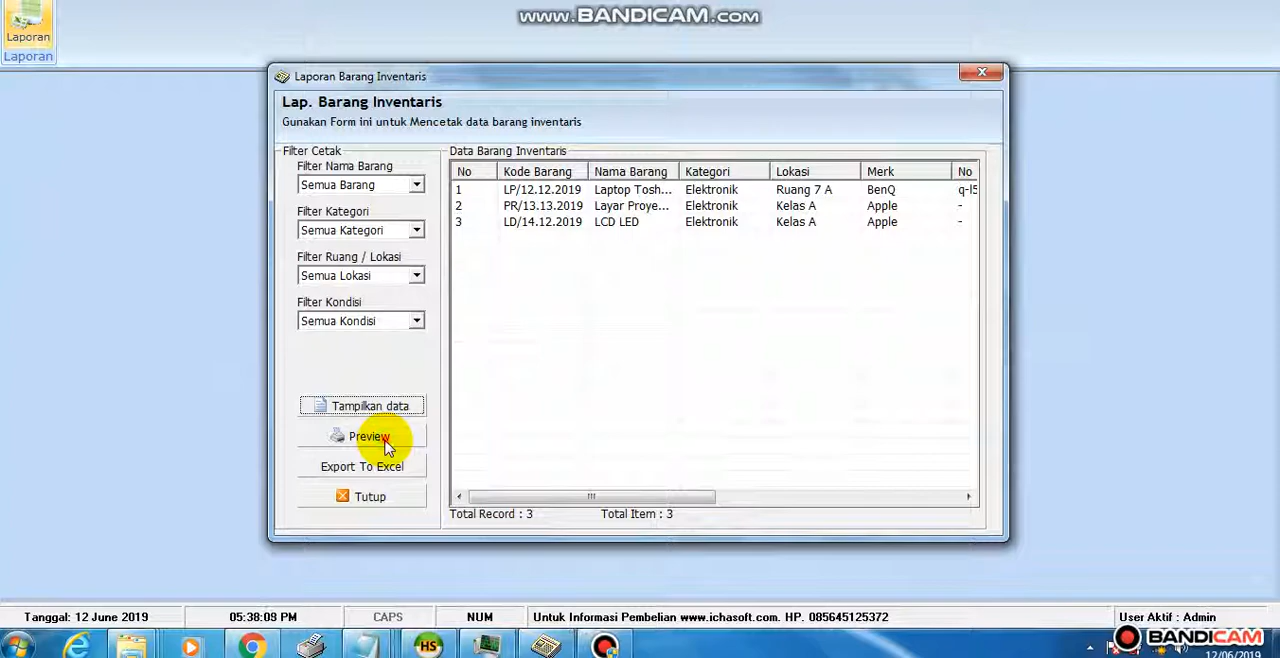 www.BANDICAM.com
Laporan
Laporan
Laporan Barang Inventaris
Lap. Barang Inventaris
Gunakan Form ini untuk Mencetak data barang inventaris
Filter Cetak
Filter Nama Barang
Semua Barang
Filter Kategori
Semua Kategori
Filter Ruang / Lokasi
Semua Lokasi
Filter Kondisi
Semua Kondisi
Tampilkan data
Preview
Export To Excel
Tutup
Data Barang Inventaris
No Kode Barang Nama Barang Kategori Lokasi Merk No
1 LP/12.12.2019 Laptop Tosh... Elektronik Ruang 7 A BenQ q-l5
2 PR/13.13.2019 Layar Proye... Elektronik Kelas A Apple -
3 LD/14.12.2019 LCD LED Elektronik Kelas A Apple -
Total Record : 3 Total Item : 3
Tanggal: 12 June 2019 05:38:09 PM CAPS NUM Untuk Informasi Pembelian www.ichasoft.com. HP. 085645125372 User Aktif : Admin
HS
BANDICAM
12/06/2019